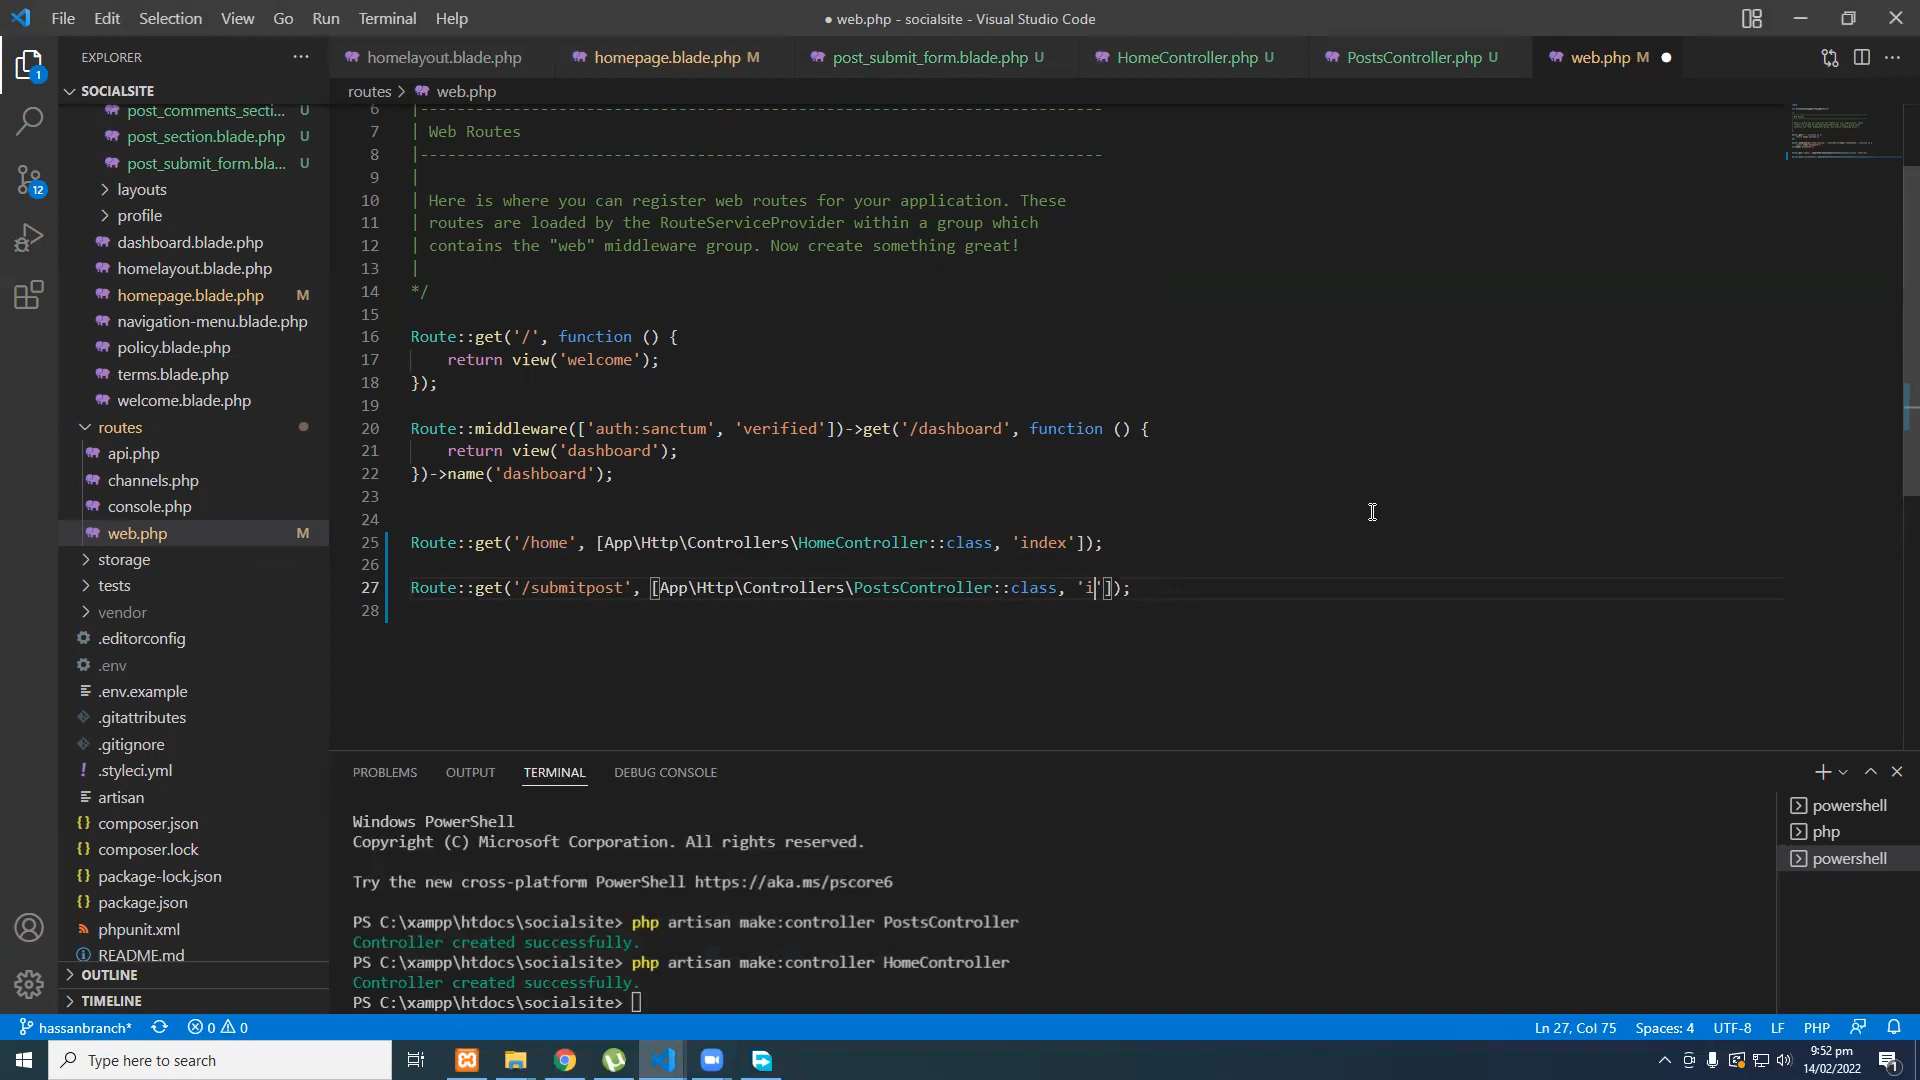 File Edit Selection View Go Run Terminal Help
● web.php - socialsite - Visual Studio Code
EXPLORER
homelayout.blade.php
homepage.blade.php M
post_submit_form.blade.php U
HomeController.php U
PostsController.php U
web.php M
SOCIALSITE
routes > web.php
post_comments_secti... U
post_section.blade.php U
post_submit_form.bla... U
layouts
profile
dashboard.blade.php
homelayout.blade.php
homepage.blade.php M
navigation-menu.blade.php
policy.blade.php
terms.blade.php
welcome.blade.php
routes
api.php
channels.php
console.php
web.php M
storage
tests
vendor
.editorconfig
.env
.env.example
.gitattributes
.gitignore
.styleci.yml
artisan
composer.json
composer.lock
package-lock.json
package.json
phpunit.xml
README.md
OUTLINE
TIMELINE
6 |--------------------------------------------------------------------------
7 | Web Routes
8 |--------------------------------------------------------------------------
9 |
10 | Here is where you can register web routes for your application. These
11 | routes are loaded by the RouteServiceProvider within a group which
12 | contains the "web" middleware group. Now create something great!
13 |
14 */
15
16 Route::get('/', function () {
17 return view('welcome');
18 });
19
20 Route::middleware(['auth:sanctum', 'verified'])->get('/dashboard', function () {
21 return view('dashboard');
22 })->name('dashboard');
23
24
25 Route::get('/home', [App\Http\Controllers\HomeController::class, 'index']);
26
27 Route::get('/submitpost', [App\Http\Controllers\PostsController::class, 'i']);
28
PROBLEMS OUTPUT TERMINAL DEBUG CONSOLE
Windows PowerShell
Copyright (C) Microsoft Corporation. All rights reserved.
Try the new cross-platform PowerShell https://aka.ms/pscore6
PS C:\xampp\htdocs\socialsite> php artisan make:controller PostsController
Controller created successfully.
PS C:\xampp\htdocs\socialsite> php artisan make:controller HomeController
Controller created successfully.
PS C:\xampp\htdocs\socialsite>
powershell
php
powershell
1
12
hassanbranch* 0 0
Ln 27, Col 75 Spaces: 4 UTF-8 LF PHP
Type here to search
9:52 pm
14/02/2022
1